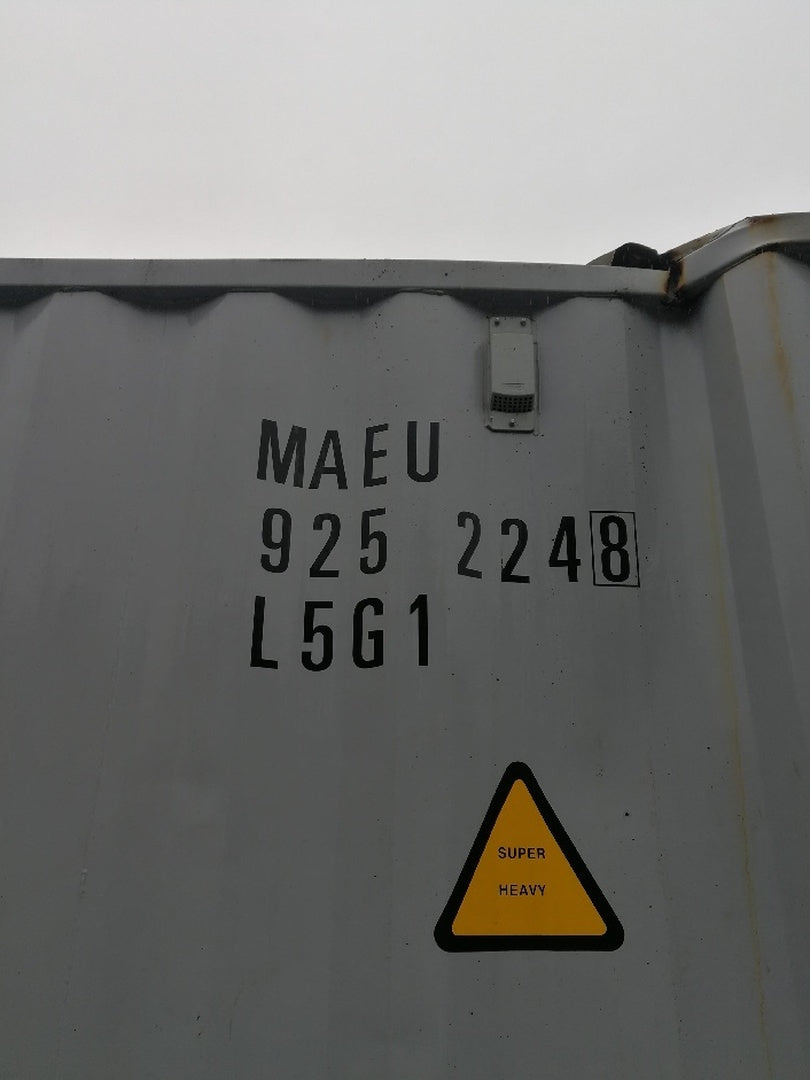 MAEU
925 2248
L5G1
SUPER
HEAVY